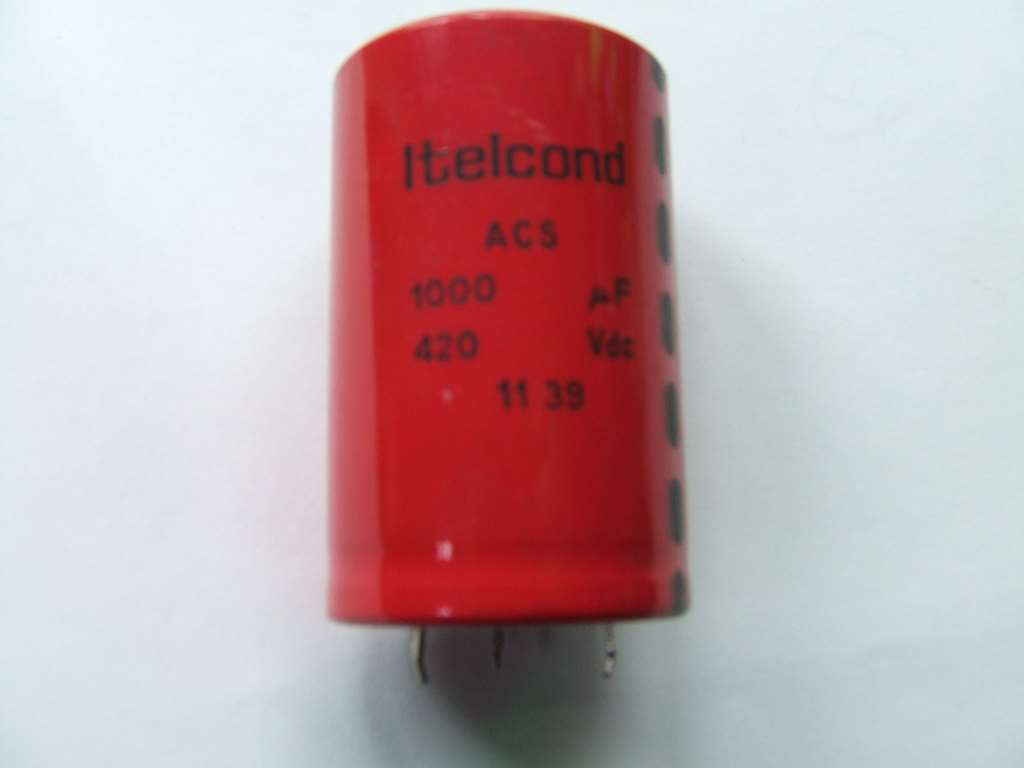 Itelcond
ACS
1000 µF
420 Vdc
11 39